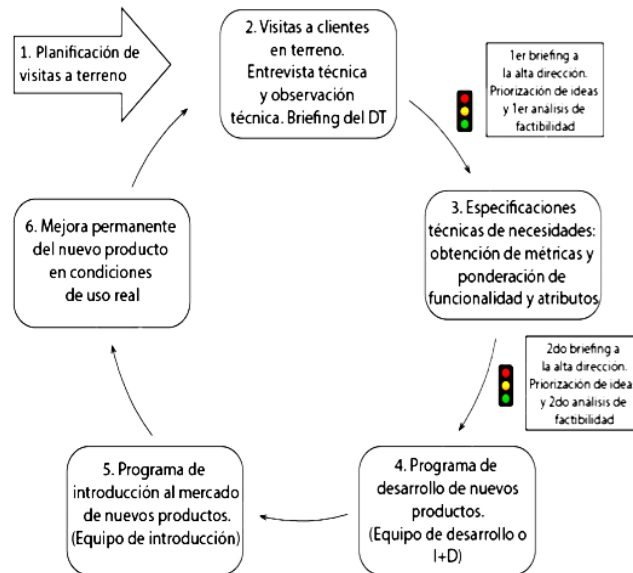 1. Planificación de
visitas a terreno
2. Visitas a clientes
en terreno.
Entrevista técnica
y observación
técnica. Briefing del DT
1er briefing a
la alta dirección.
Priorización de ideas
y 1er análisis de
factibilidad
3. Especificaciones
técnicas de necesidades:
obtención de métricas y
ponderación de
funcionalidad y atributos
2do briefing a
la alta dirección.
Priorización de ideas
y 2do análisis de
factibilidad
4. Programa de
desarrollo de nuevos
productos.
(Equipo de desarrollo o
I+D)
5. Programa de
introducción al mercado
de nuevos productos.
(Equipo de introducción)
6. Mejora permanente
del nuevo producto
en condiciones
de uso real